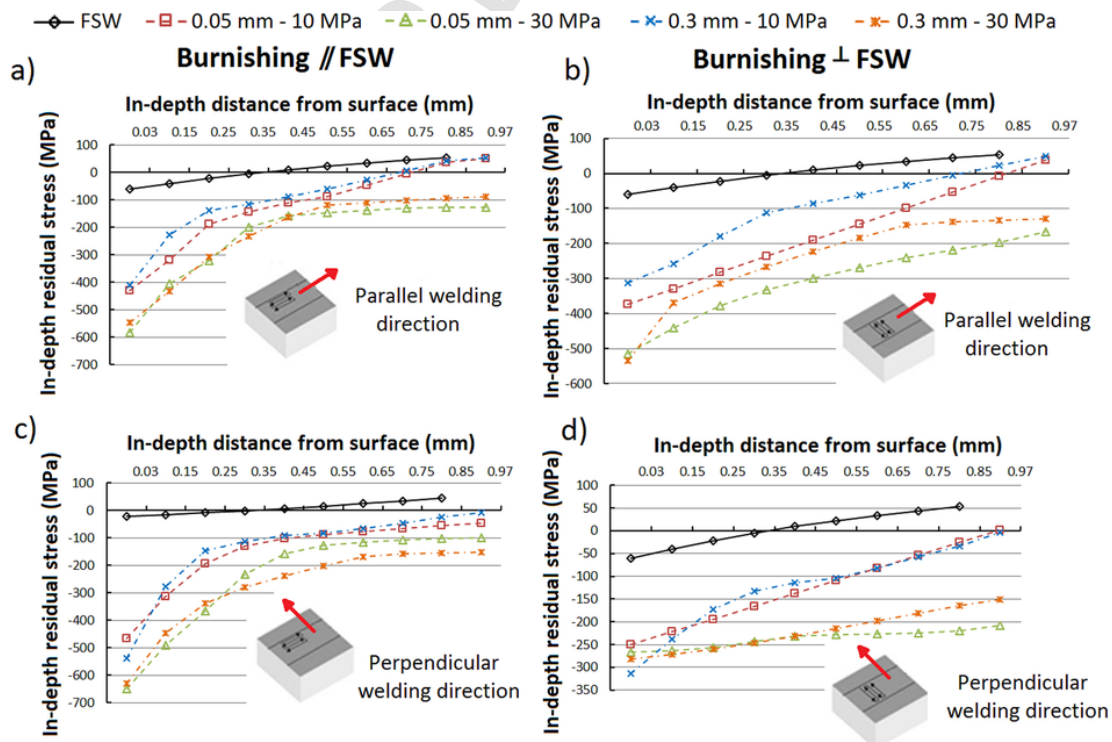 FSW 0.05 mm - 10 MPa 0.05 mm - 30 MPa 0.3 mm - 10 MPa 0.3 mm - 30 MPa
Burnishing // FSW
Burnishing ⊥ FSW
a)
In-depth distance from surface (mm)
0.03 0.15 0.25 0.35 0.45 0.55 0.65 0.75 0.85 0.97
In-depth residual stress (MPa)
100
0
-100
-200
-300
-400
-500
-600
-700
Parallel welding
direction
b)
In-depth distance from surface (mm)
0.03 0.15 0.25 0.35 0.45 0.55 0.65 0.75 0.85 0.97
In-depth residual stress (MPa)
100
0
-100
-200
-300
-400
-500
-600
Parallel welding
direction
c)
In-depth distance from surface (mm)
0.03 0.15 0.25 0.35 0.45 0.55 0.65 0.75 0.85 0.97
In-depth residual stress (MPa)
100
0
-100
-200
-300
-400
-500
-600
-700
Perpendicular
welding direction
d)
In-depth distance from surface (mm)
0.03 0.15 0.25 0.35 0.45 0.55 0.65 0.75 0.85 0.97
In-depth residual stress (MPa)
100
50
0
-50
-100
-150
-200
-250
-300
-350
Perpendicular
welding direction